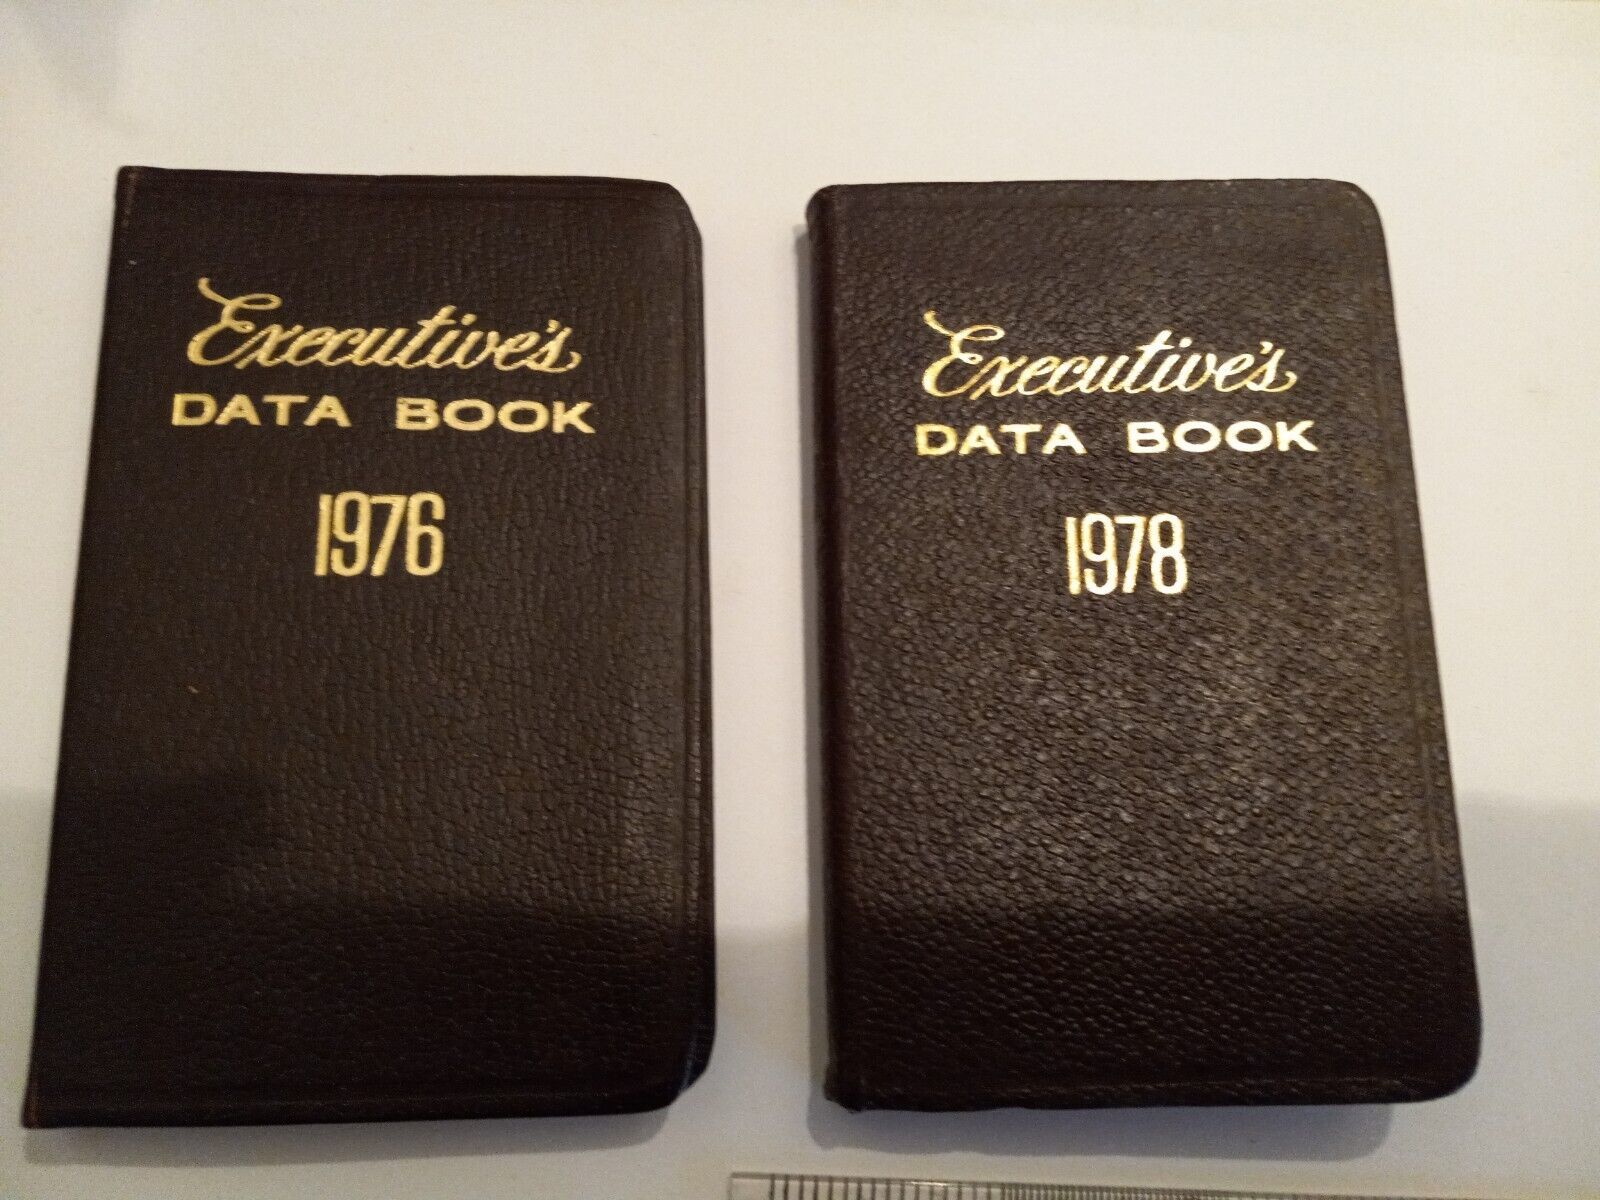 Executive's
DATA BOOK
1976
Executive's
DATA BOOK
1978